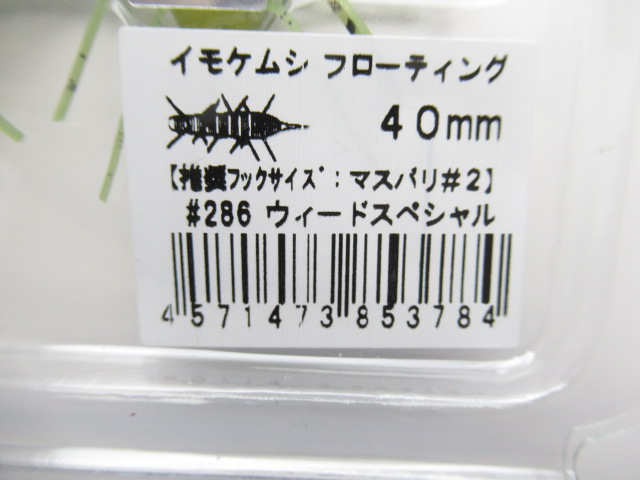 イモケムシ フローティング
40mm
【推奨フックサイズ：マスバリ#2】
#286 ウィードスペシャル
4571473853784